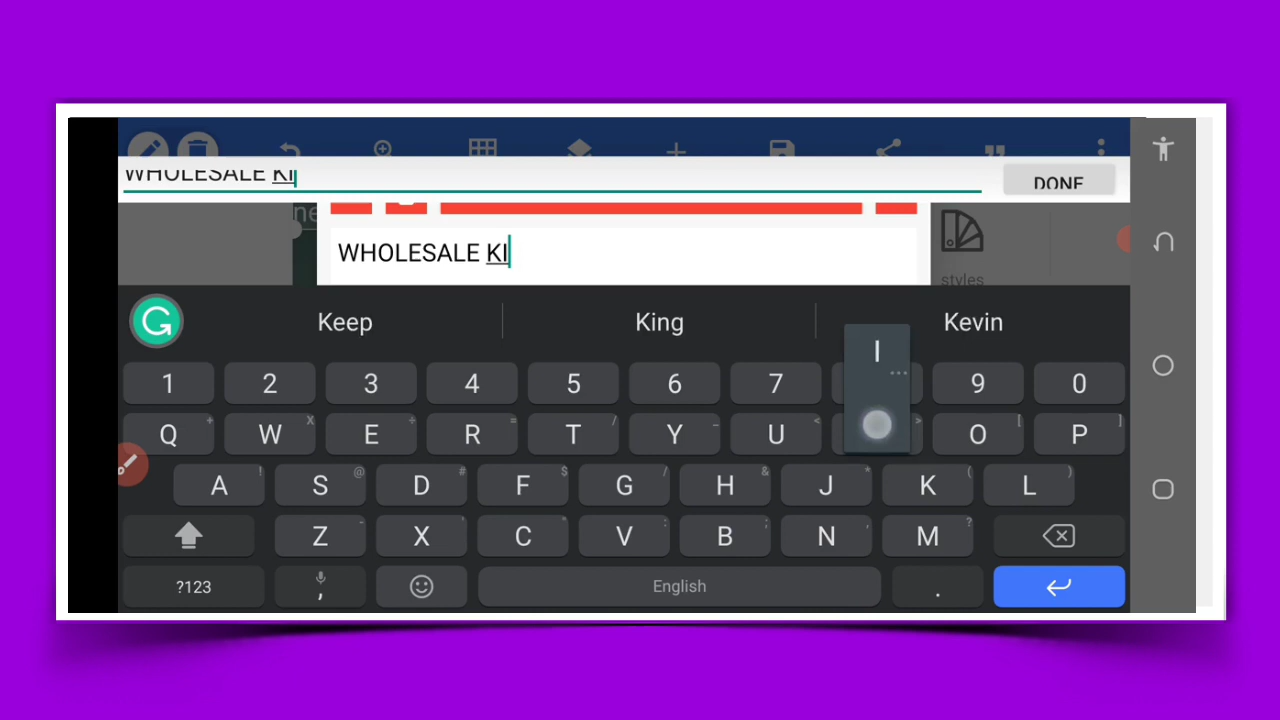 WHOLESALE KI
DONE
ne
WHOLESALE KI
styles
Keep King Kevin
I
...
1 2 3 4 5 6 7 9 0
+ X ÷ = / _ < > [ ]
Q W E R T Y U O P
! @ # $ / & * ( )
A S D F G H J K L
- ' " : ; , ?
Z X C V B N M
?123 , English .